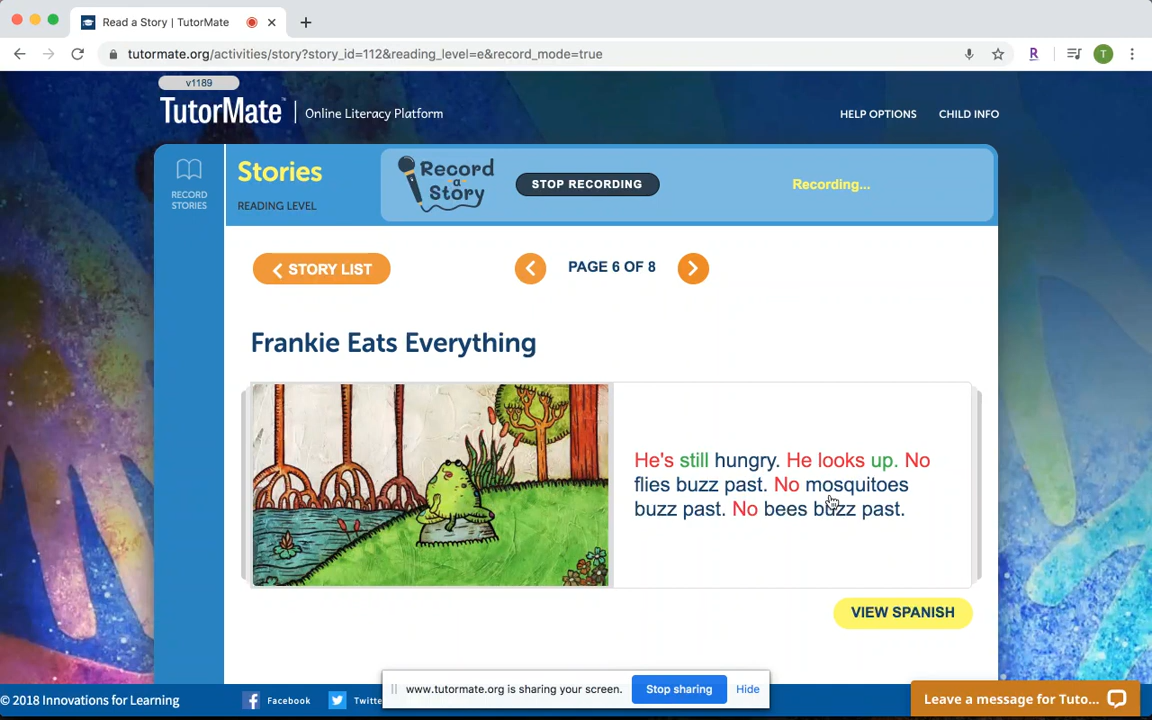 Read a Story | TutorMate
tutormate.org/activities/story?story_id=112&reading_level=e&record_mode=true
R
T
v1189
TutorMate™ | Online Literacy Platform
HELP OPTIONS
CHILD INFO
RECORD
STORIES
Stories
READING LEVEL
Record
a
Story
STOP RECORDING
Recording...
STORY LIST
PAGE 6 OF 8
Frankie Eats Everything
He's still hungry. He looks up. No
flies buzz past. No mosquitoes
buzz past. No bees buzz past.
VIEW SPANISH
www.tutormate.org is sharing your screen.
Stop sharing
Hide
© 2018 Innovations for Learning
Facebook
Twitte
Leave a message for Tuto...